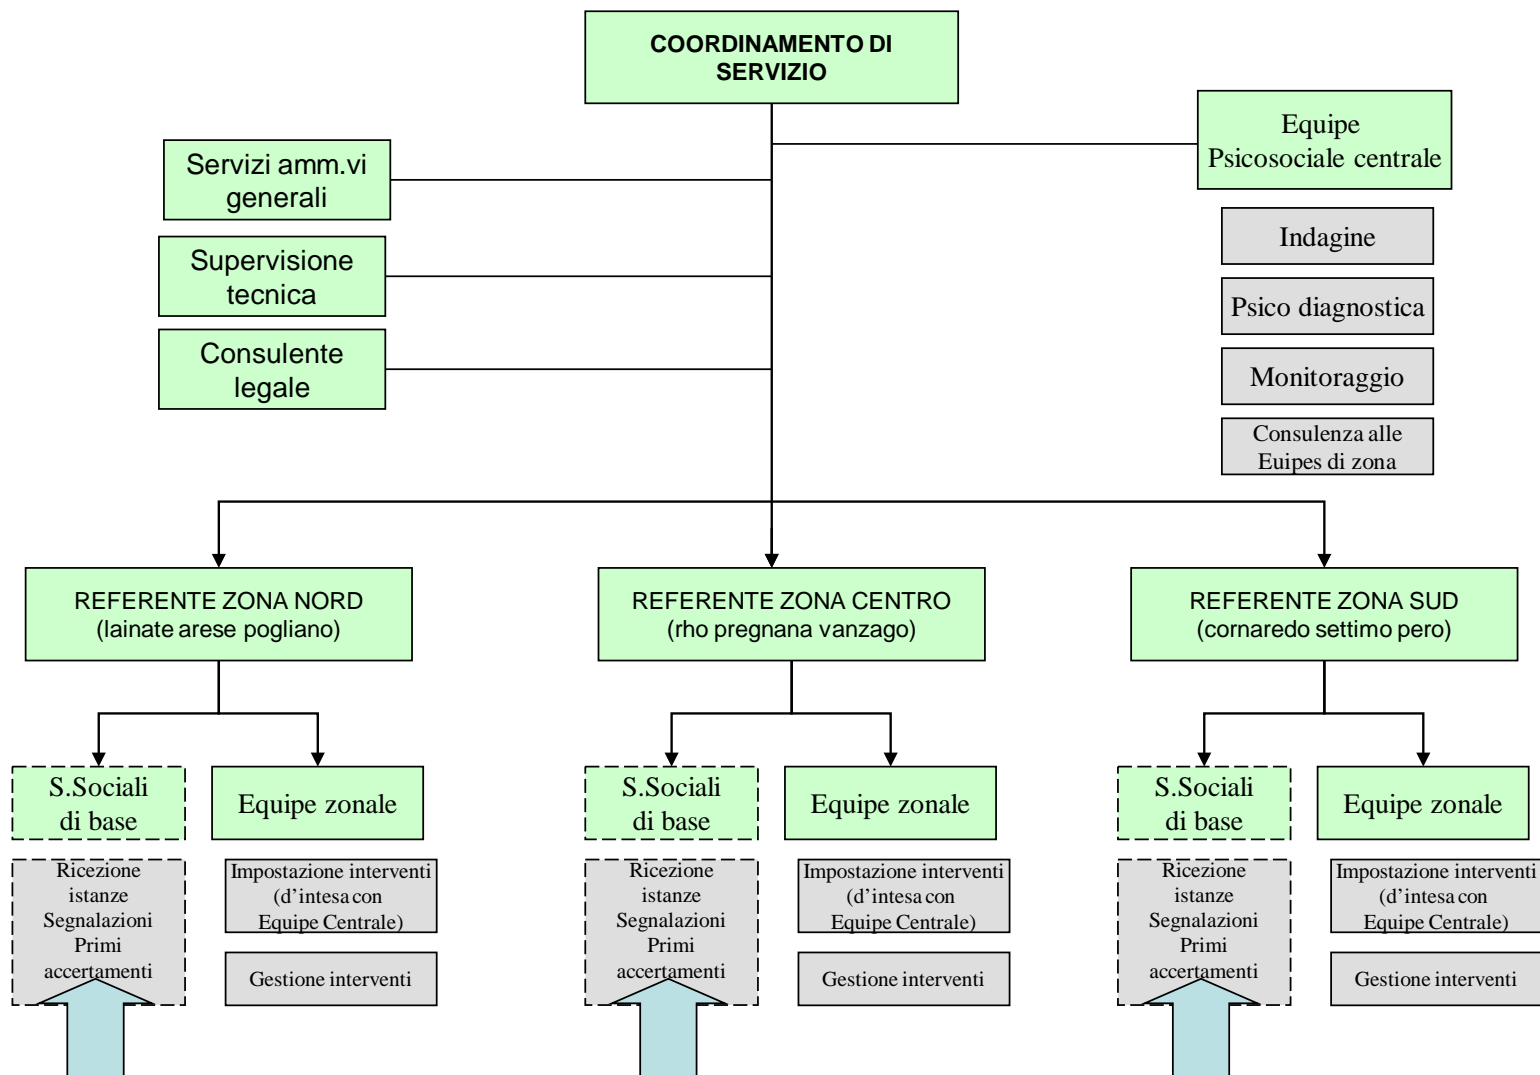 COORDINAMENTO DI
SERVIZIO
Equipe
Psicosociale centrale
Servizi amm.vi
generali
Supervisione
tecnica
Consulente
legale
Indagine
Psico diagnostica
Monitoraggio
Consulenza alle
Euipes di zona
REFERENTE ZONA NORD
(lainate arese pogliano)
REFERENTE ZONA CENTRO
(rho pregnana vanzago)
REFERENTE ZONA SUD
(cornaredo settimo pero)
S.Sociali
di base
Equipe zonale
Ricezione
istanze
Segnalazioni
Primi
accertamenti
Impostazione interventi
(d’intesa con
Equipe Centrale)
Gestione interventi
S.Sociali
di base
Equipe zonale
Ricezione
istanze
Segnalazioni
Primi
accertamenti
Impostazione interventi
(d’intesa con
Equipe Centrale)
Gestione interventi
S.Sociali
di base
Equipe zonale
Ricezione
istanze
Segnalazioni
Primi
accertamenti
Impostazione interventi
(d’intesa con
Equipe Centrale)
Gestione interventi